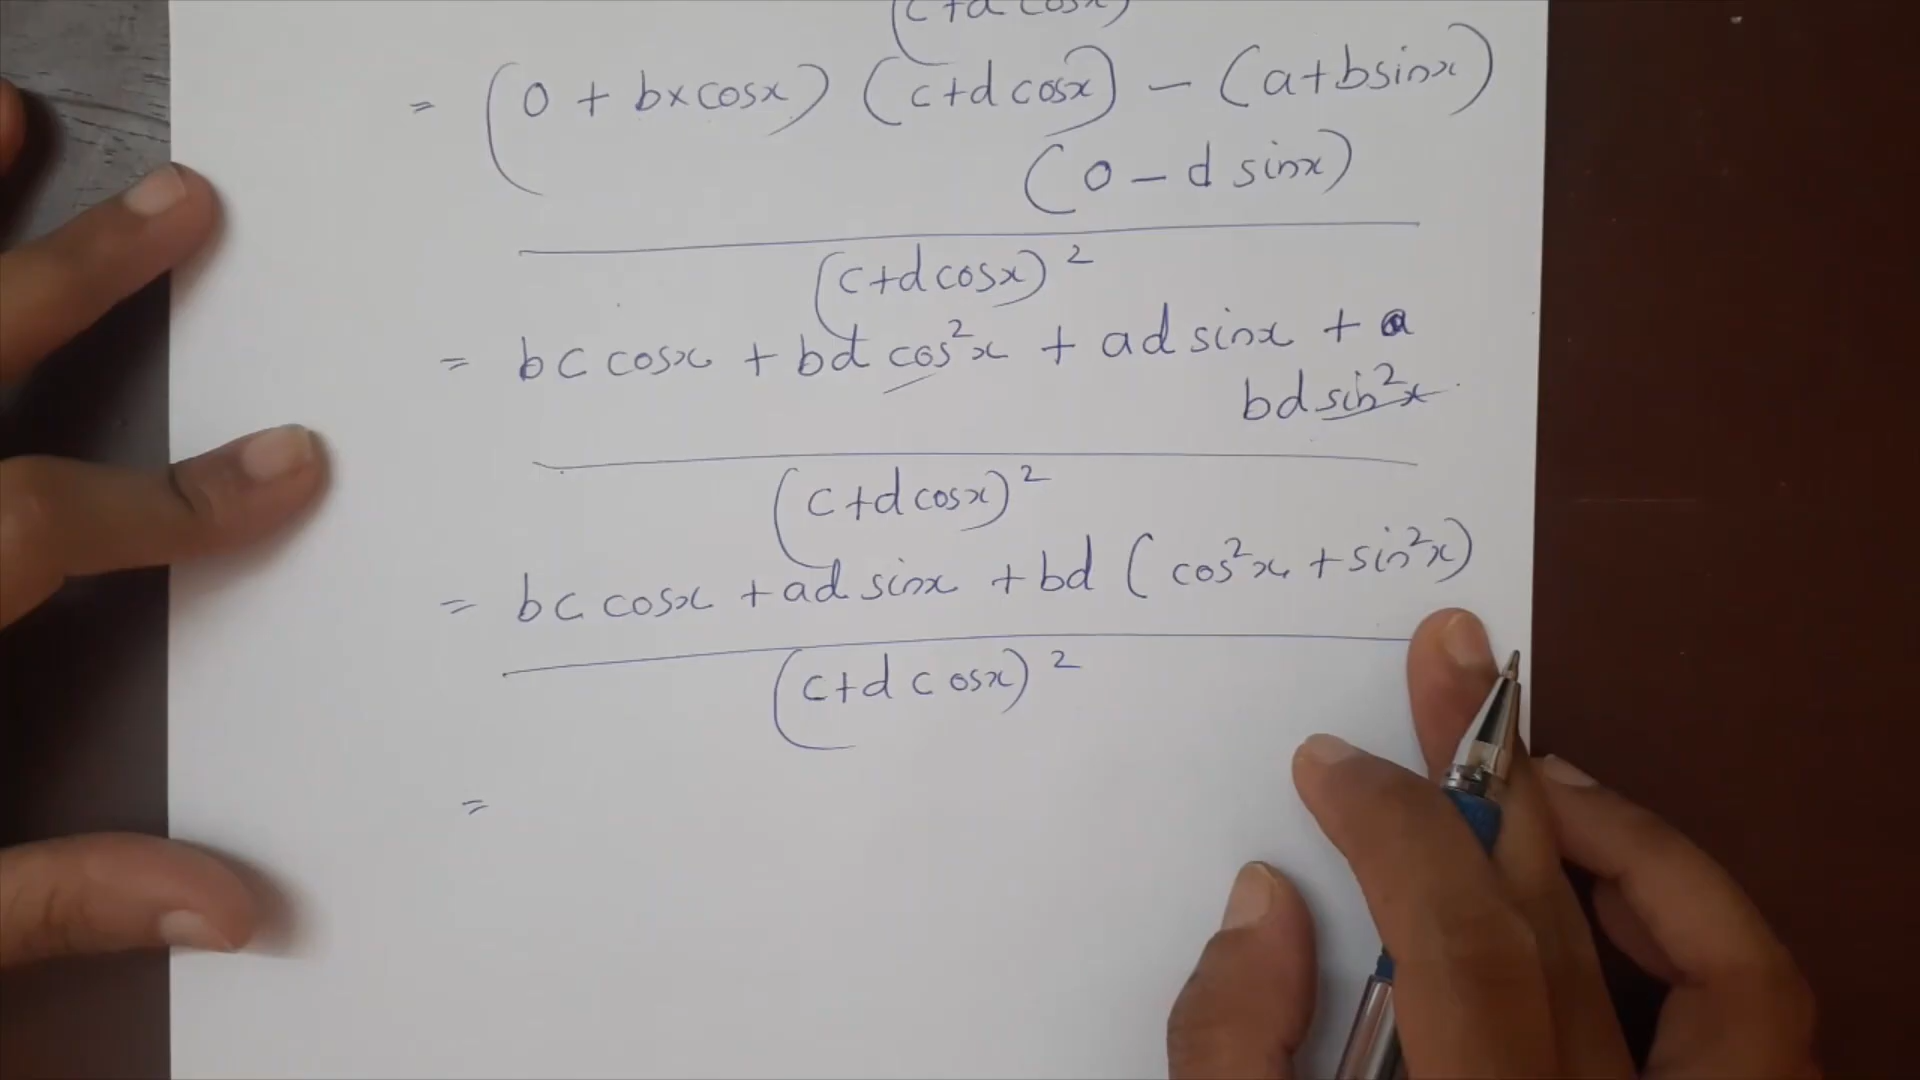 (c+d cosx)
= (0 + b×cosx) (c+d cosx) − (a+bsinx)
(0 − d sinx)
(c+d cosx)²
= bc cosx + bd cos²x + ad sinx +
bd sin²x
(c+d cosx)²
= bc cosx + ad sinx + bd (cos²x + sin²x)
(c+d cosx)²
=